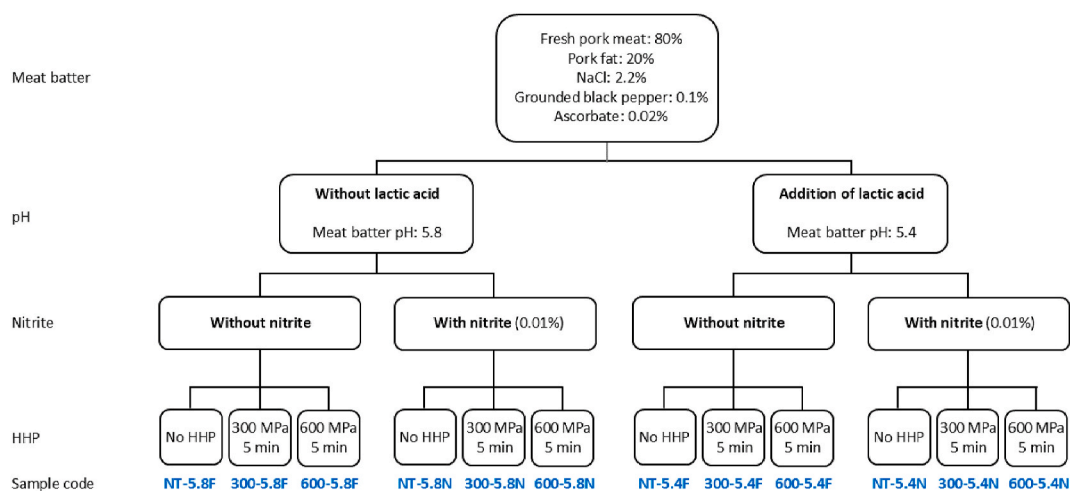 Meat batter
Fresh pork meat: 80%
Pork fat: 20%
NaCl: 2.2%
Grounded black pepper: 0.1%
Ascorbate: 0.02%
pH
Without lactic acid
Meat batter pH: 5.8
Addition of lactic acid
Meat batter pH: 5.4
Nitrite
Without nitrite
With nitrite (0.01%)
Without nitrite
With nitrite (0.01%)
HHP
No HHP
300 MPa
5 min
600 MPa
5 min
No HHP
300 MPa
5 min
600 MPa
5 min
No HHP
300 MPa
5 min
600 MPa
5 min
No HHP
300 MPa
5 min
600 MPa
5 min
Sample code
NT-5.8F
300-5.8F
600-5.8F
NT-5.8N
300-5.8N
600-5.8N
NT-5.4F
300-5.4F
600-5.4F
NT-5.4N
300-5.4N
600-5.4N